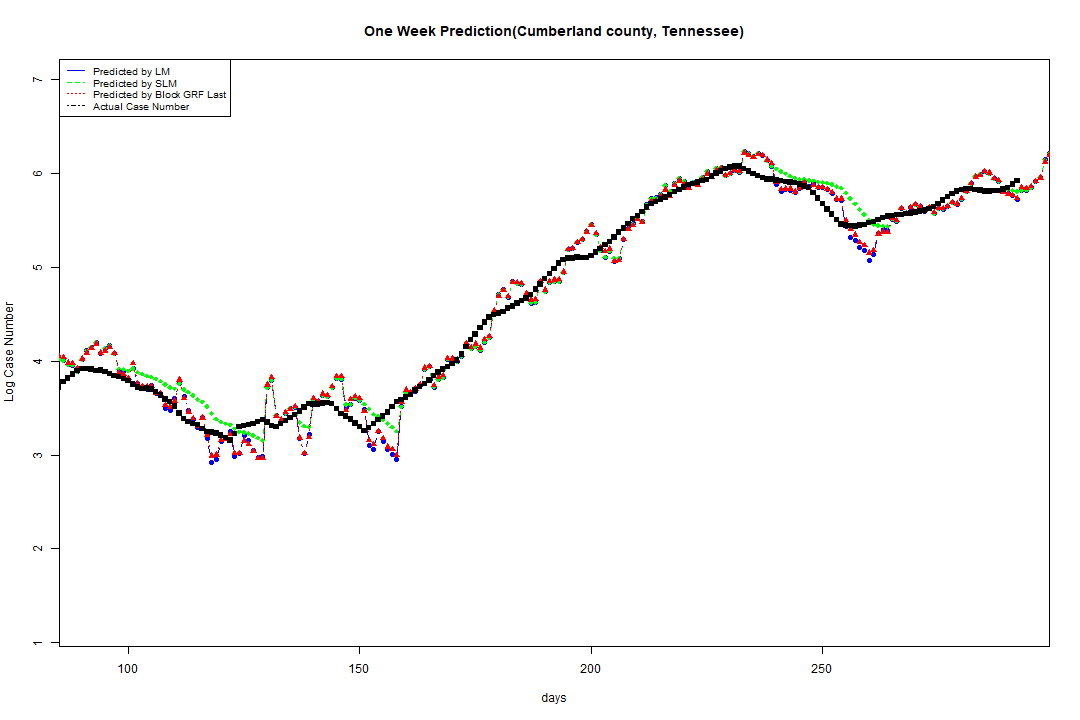 One Week Prediction(Cumberland county, Tennessee)
Predicted by LM
Predicted by SLM
Predicted by Block GRF Last
Actual Case Number
7
6
5
4
3
2
1
Log Case Number
100 150 200 250
days